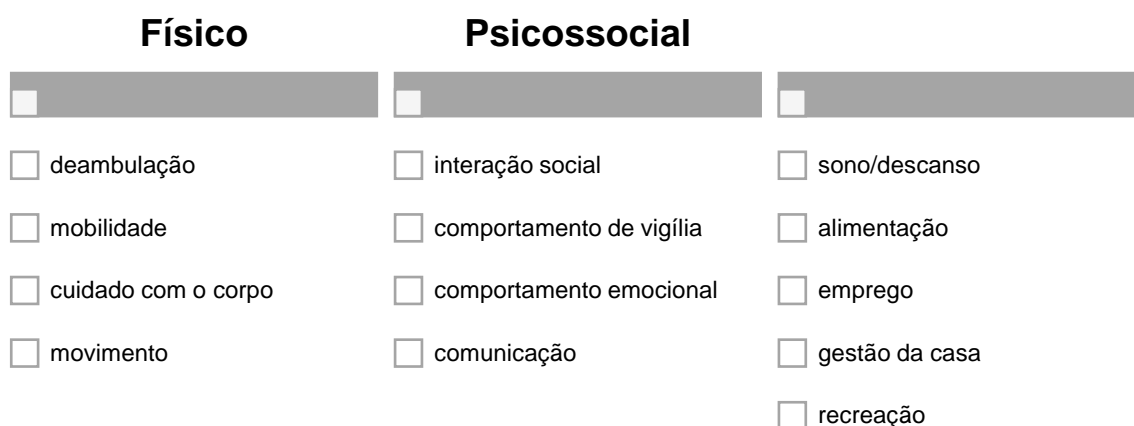 Físico
deambulação
mobilidade
cuidado com o corpo
movimento
Psicossocial
interação social
comportamento de vigília
comportamento emocional
comunicação
sono/descanso
alimentação
emprego
gestão da casa
recreação